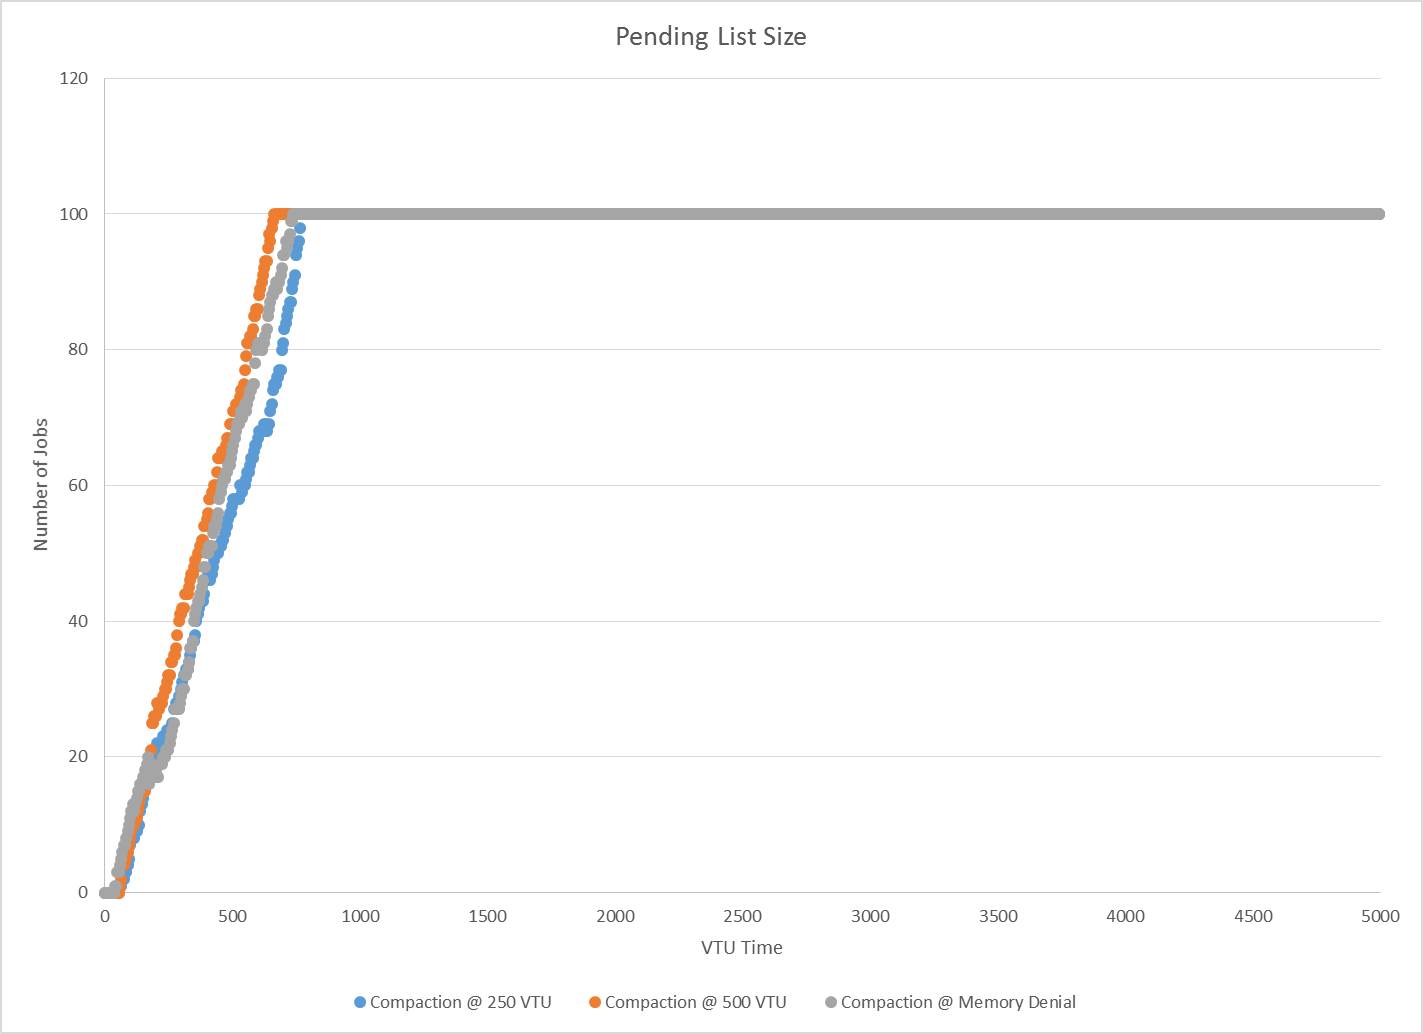 Pending List Size
120
100
80
60
40
20
0
Number of Jobs
0 500 1000 1500 2000 2500 3000 3500 4000 4500 5000
VTU Time
Compaction @ 250 VTU Compaction @ 500 VTU Compaction @ Memory Denial